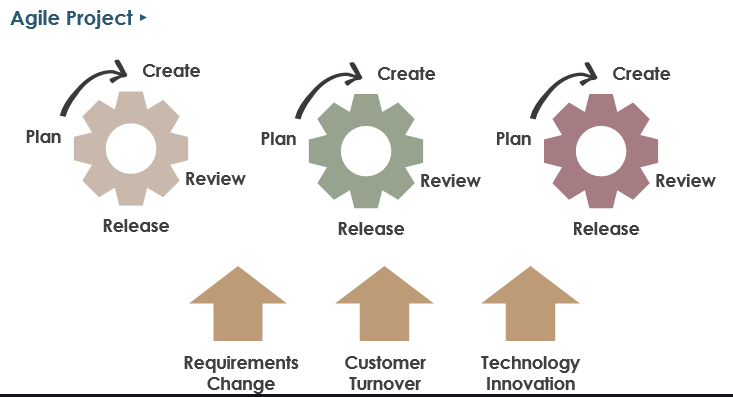 Agile Project
Create
Plan
Review
Release
Create
Plan
Review
Release
Create
Plan
Review
Release
Requirements
Change
Customer
Turnover
Technology
Innovation